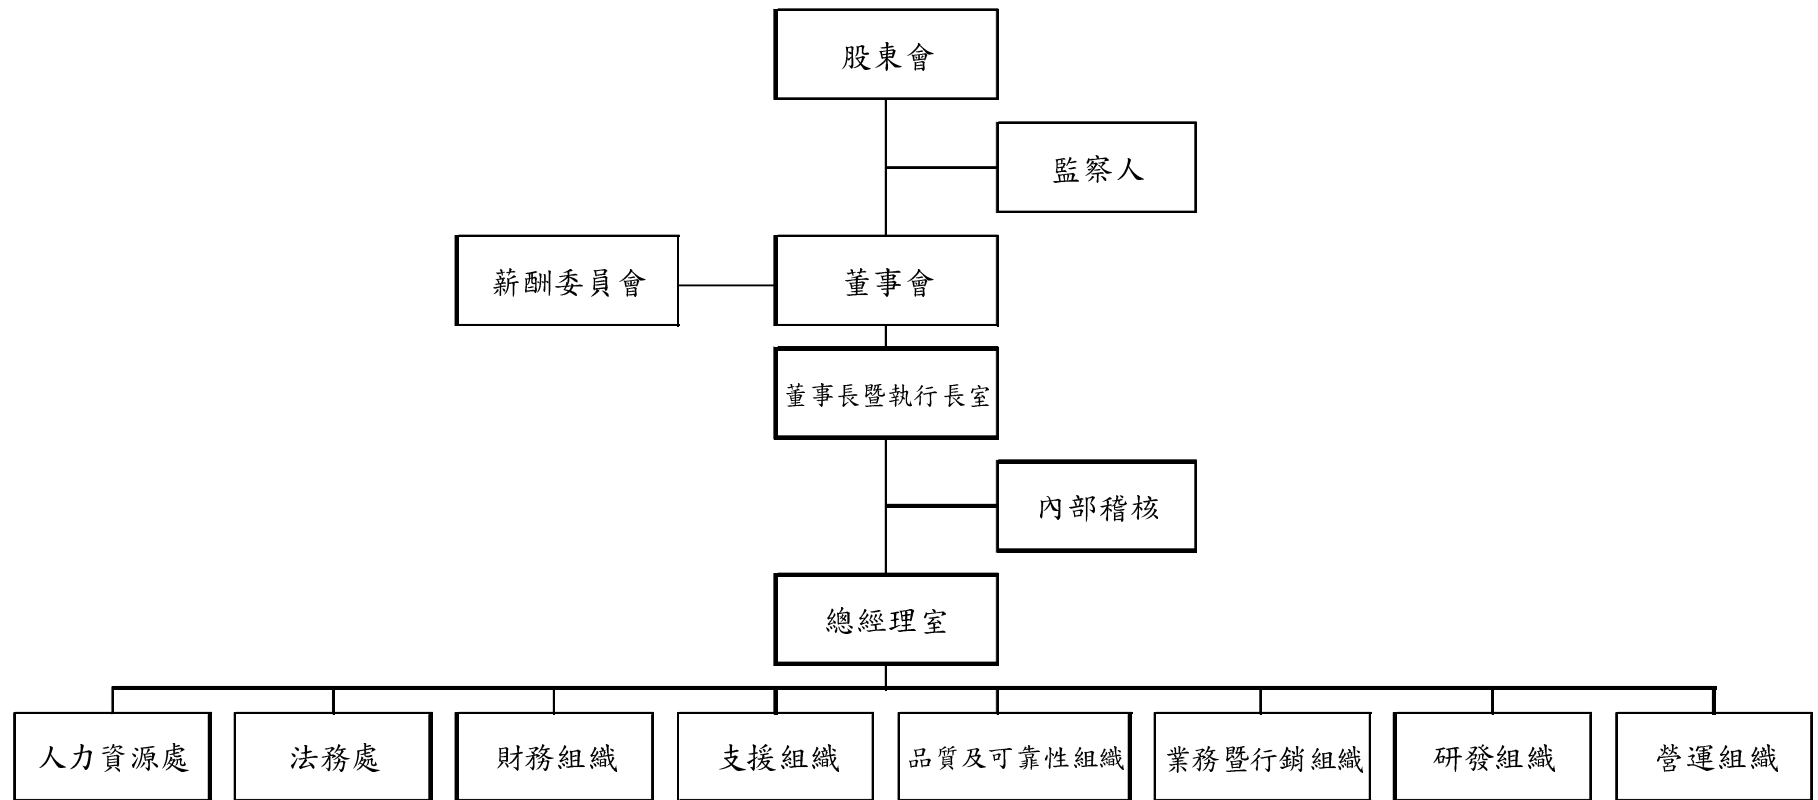 股東會
監察人
薪酬委員會
董事會
董事長暨執行長室
內部稽核
總經理室
人力資源處
法務處
財務組織
支援組織
品質及可靠性組織
業務暨行銷組織
研發組織
營運組織